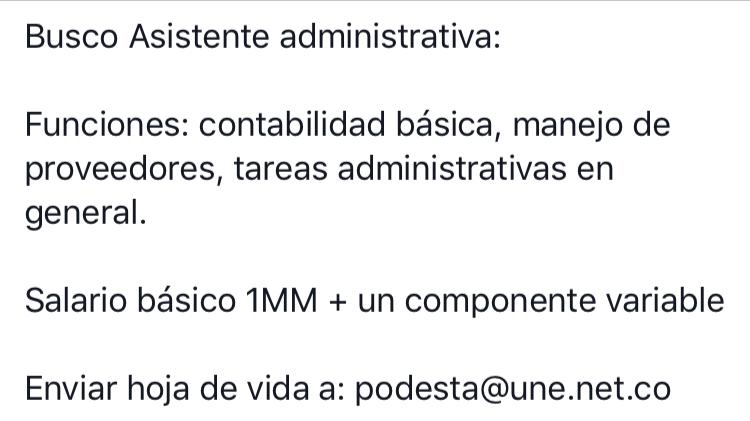 Busco Asistente administrativa:
Funciones: contabilidad básica, manejo de
proveedores, tareas administrativas en
general.
Salario básico 1MM + un componente variable
Enviar hoja de vida a: podesta@une.net.co